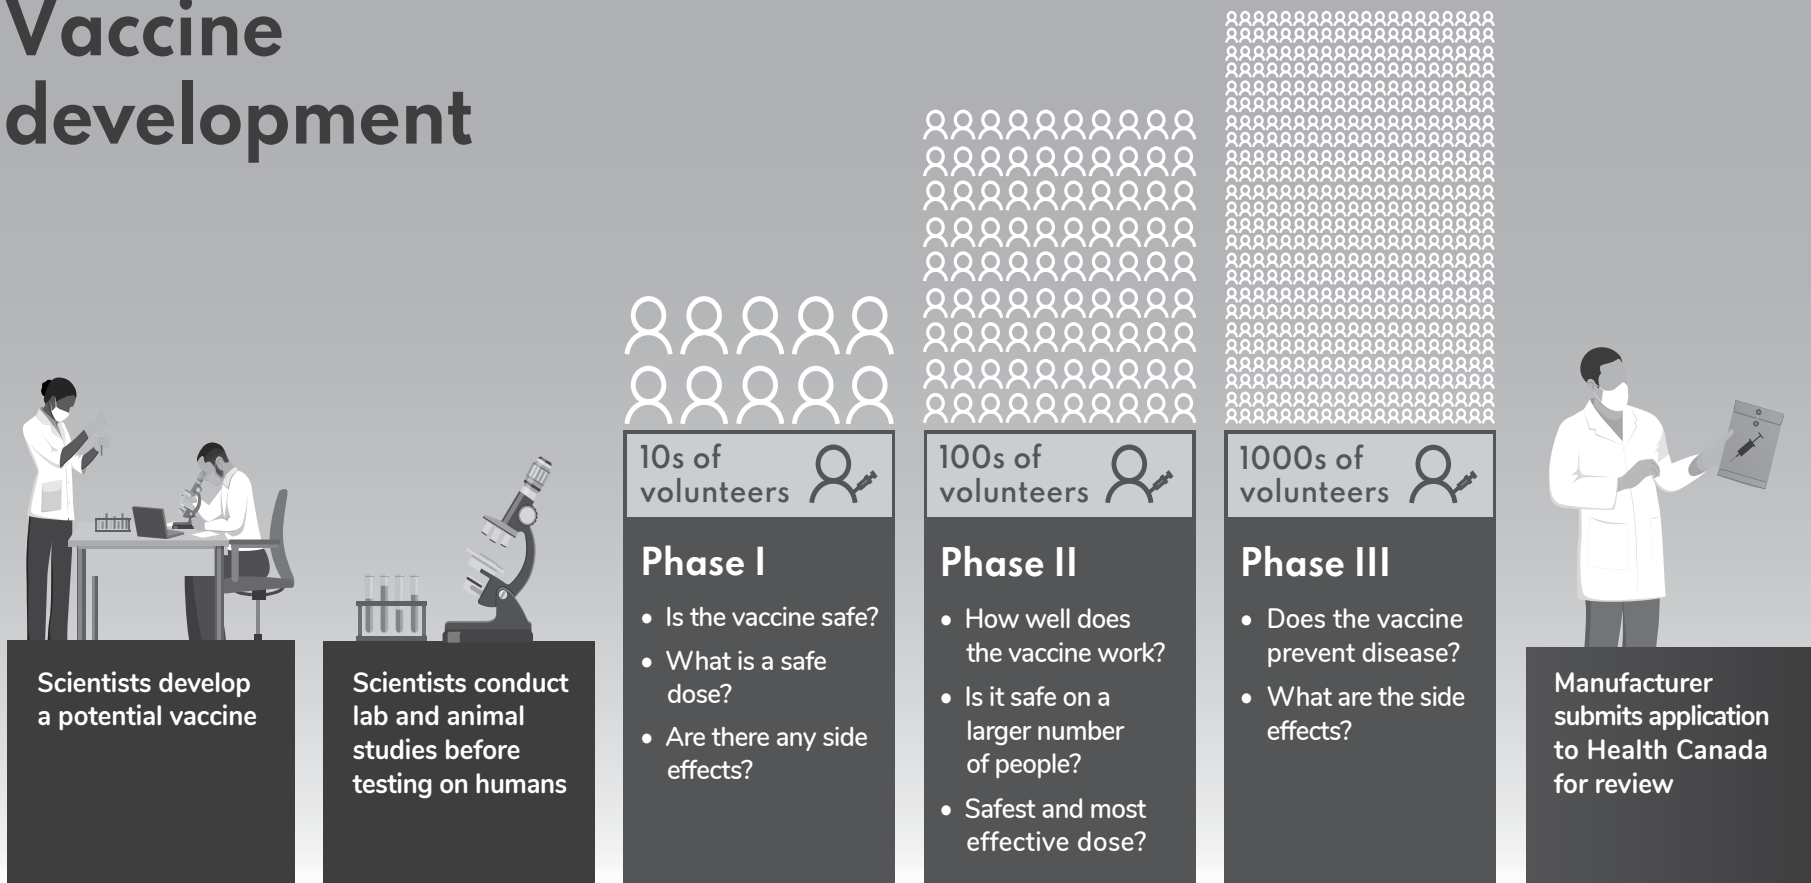 Vaccine
development
Scientists develop
a potential vaccine
Scientists conduct
lab and animal
studies before
testing on humans
10s of
volunteers
Phase I
• Is the vaccine safe?
• What is a safe
dose?
• Are there any side
effects?
100s of
volunteers
Phase II
• How well does
the vaccine work?
• Is it safe on a
larger number
of people?
• Safest and most
effective dose?
1000s of
volunteers
Phase III
• Does the vaccine
prevent disease?
• What are the side
effects?
Manufacturer
submits application
to Health Canada
for review